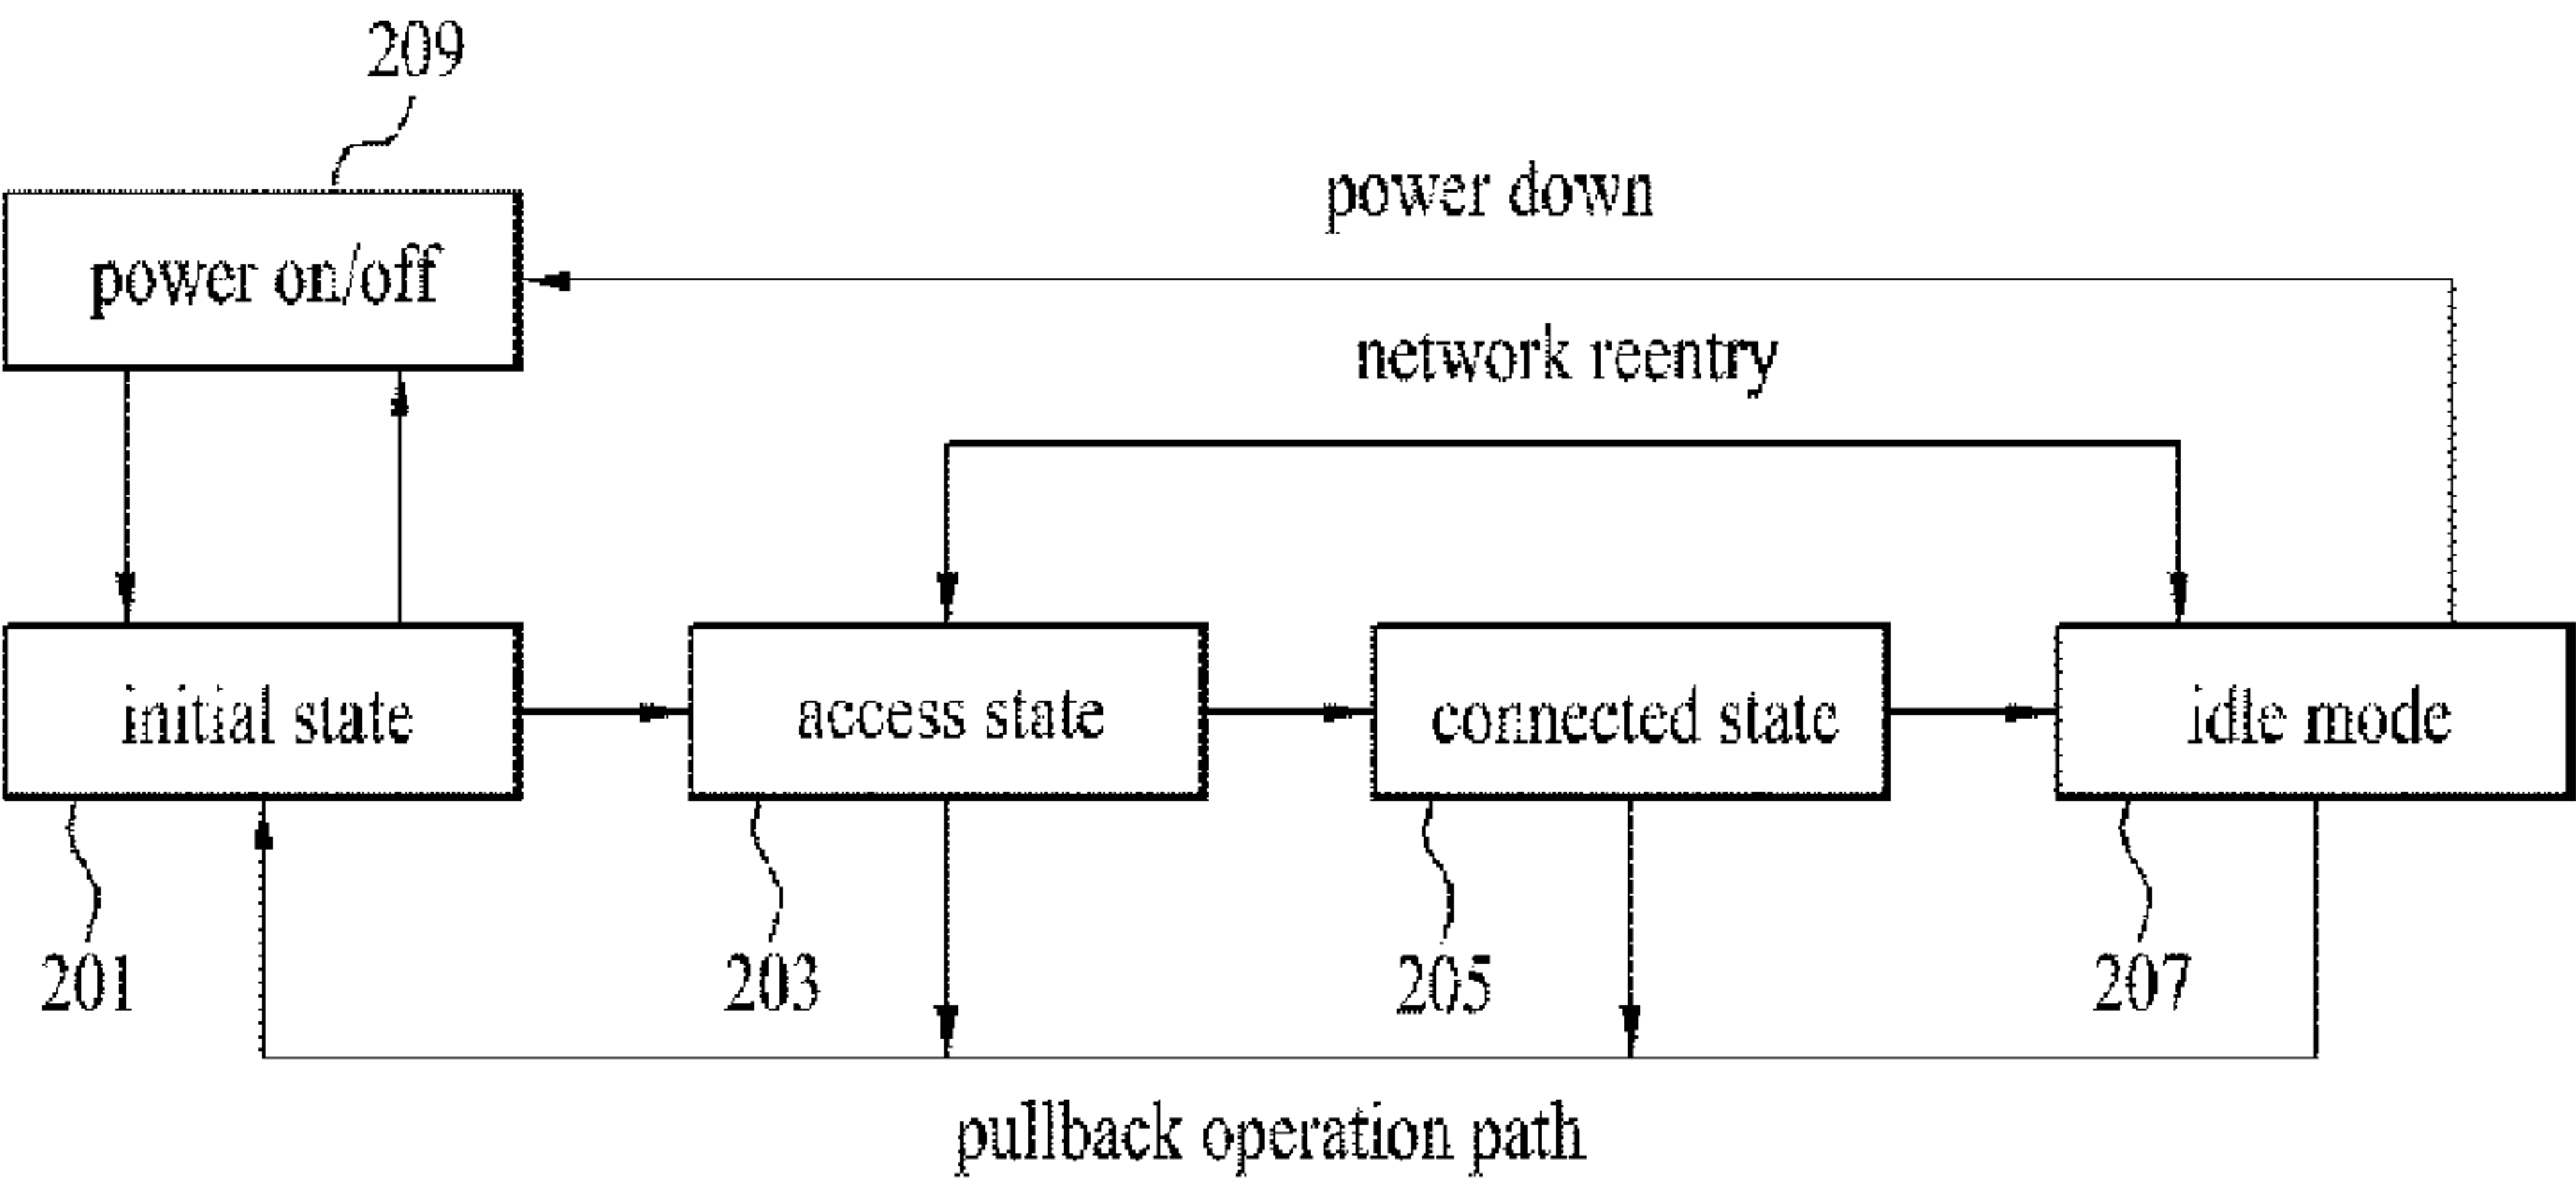 209
power down
power on/off
network reentry
initial state
access state
connected state
idle mode
201
203
205
207
pullback operation path